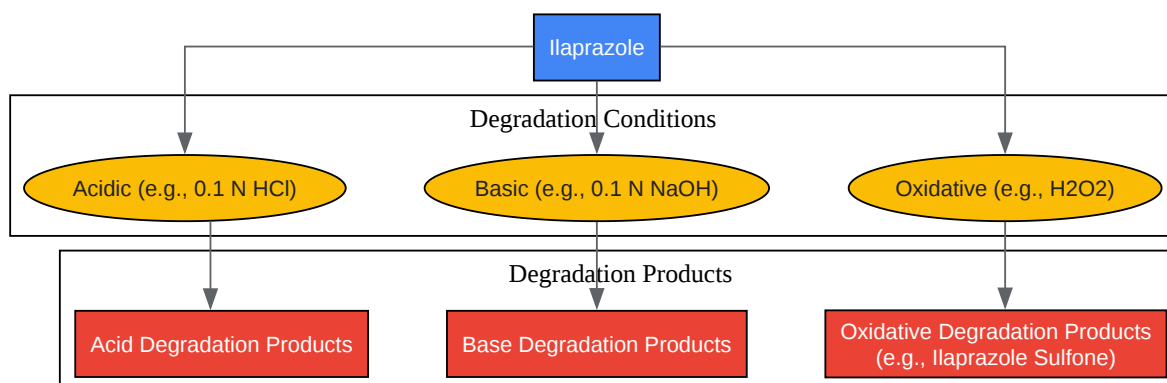 Ilaprazole
Degradation Conditions
Acidic (e.g., 0.1 N HCl)
Basic (e.g., 0.1 N NaOH)
Oxidative (e.g., H2O2)
Degradation Products
Acid Degradation Products
Base Degradation Products
Oxidative Degradation Products
(e.g., Ilaprazole Sulfone)